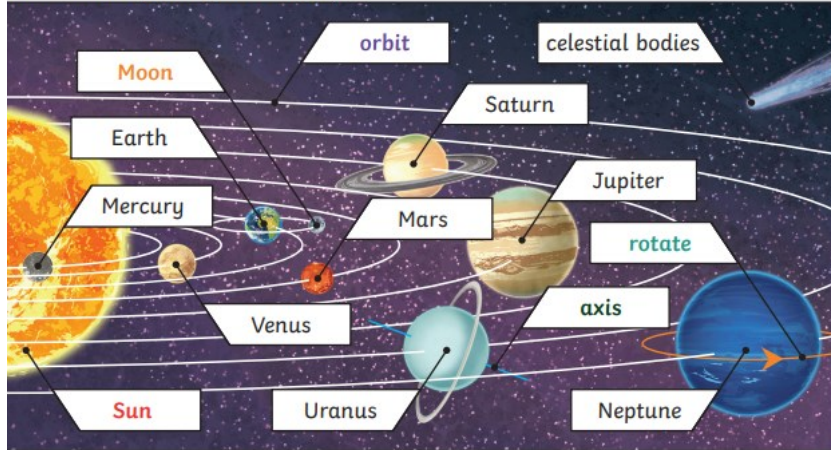 orbit
celestial bodies
Moon
Saturn
Earth
Jupiter
Mercury
Mars
rotate
axis
Venus
Sun
Uranus
Neptune